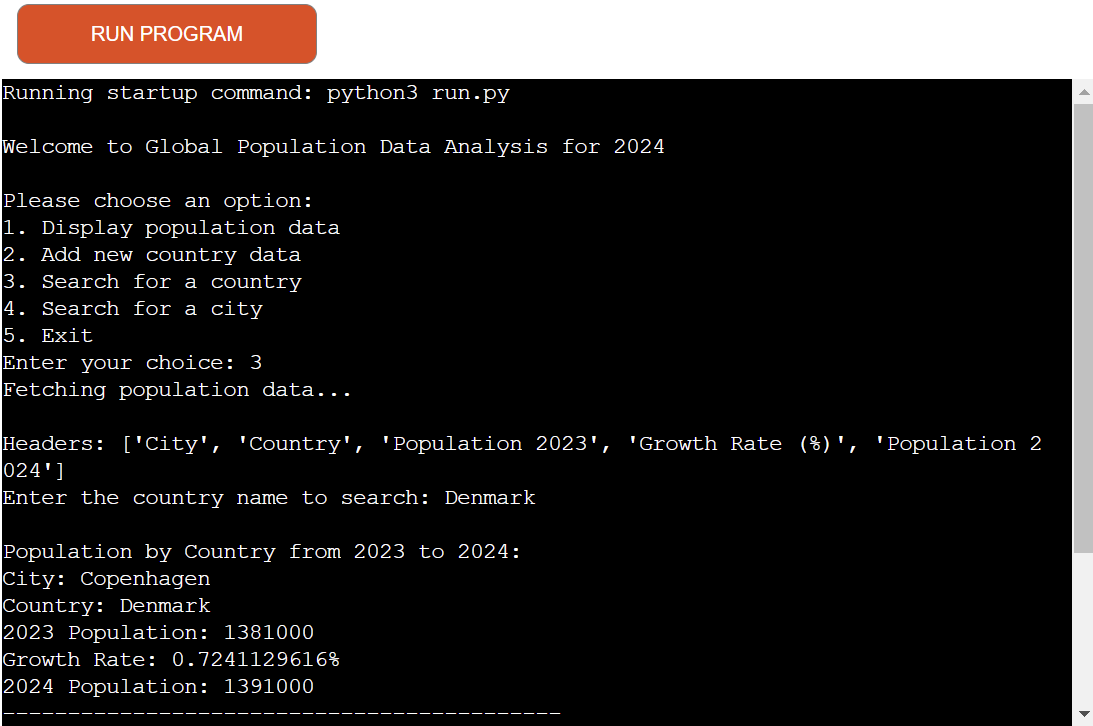 RUN PROGRAM
Running startup command: python3 run.py
Welcome to Global Population Data Analysis for 2024
Please choose an option:
1. Display population data
2. Add new country data
3. Search for a country
4. Search for a city
5. Exit
Enter your choice: 3
Fetching population data...
Headers: ['City', 'Country', 'Population 2023', 'Growth Rate (%)', 'Population 2
024']
Enter the country name to search: Denmark
Population by Country from 2023 to 2024:
City: Copenhagen
Country: Denmark
2023 Population: 1381000
Growth Rate: 0.7241129616%
2024 Population: 1391000
-------------------------------------------